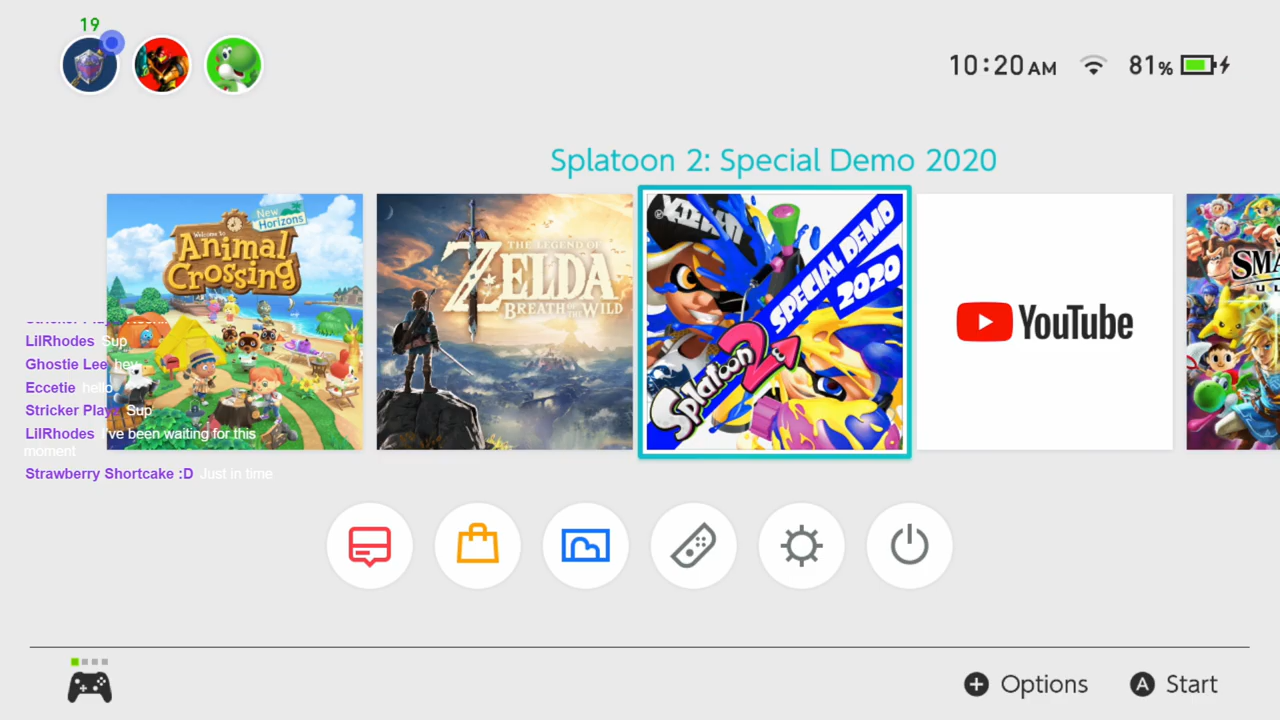 19
10:20 AM 81%
Splatoon 2: Special Demo 2020
Welcome to
Animal
Crossing
New
Horizons
THE LEGEND OF
ZELDA
BREATH OF THE WILD
SPECIAL DEMO
2020
Splatoon 2
YouTube
LilRhodes Sup
Ghostie Lee hey
Eccetie hello
Stricker Playz Sup
LilRhodes I've been waiting for this
moment
Strawberry Shortcake :D Just in time
Options
Start